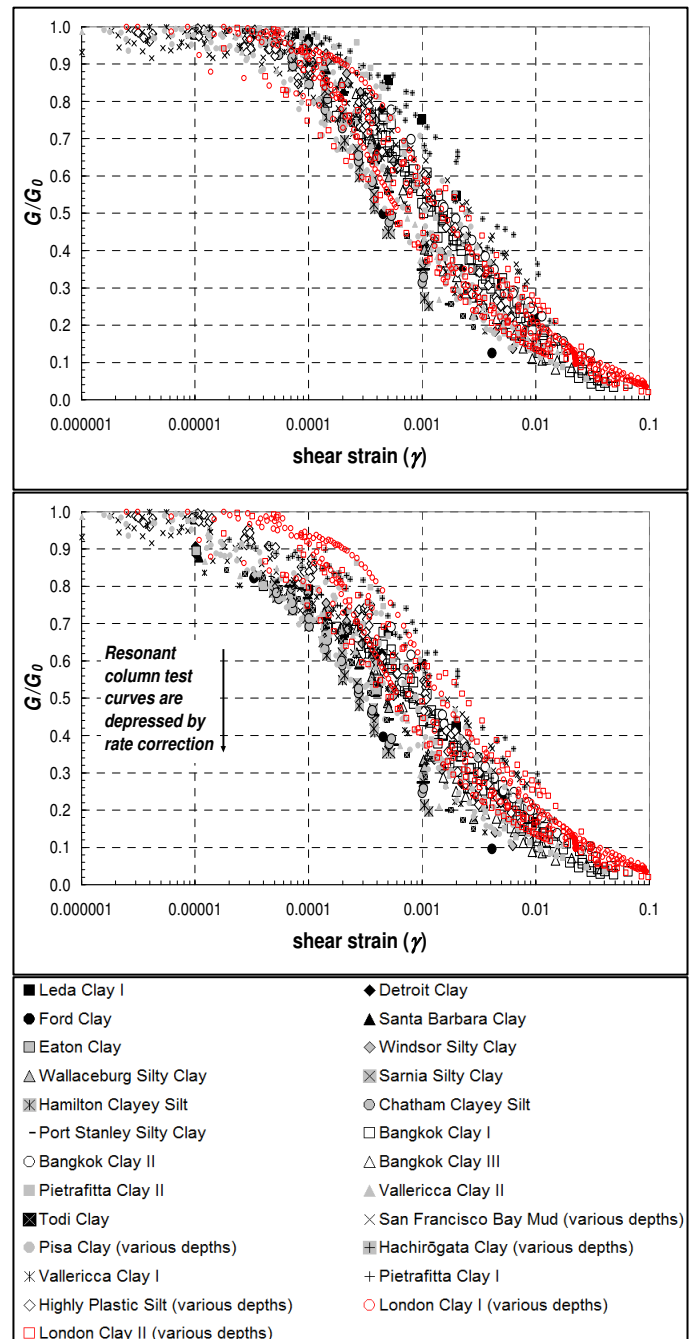 1.0
0.9
0.8
0.7
0.6
0.5
0.4
0.3
0.2
0.1
0.0
G/G0
0.000001 0.00001 0.0001 0.001 0.01 0.1
shear strain (γ)
1.0
0.9
0.8
0.7
0.6
0.5
0.4
0.3
0.2
0.1
0.0
G/G0
Resonant
column test
curves are
depressed by
rate correction
0.000001 0.00001 0.0001 0.001 0.01 0.1
shear strain (γ)
Leda Clay I Detroit Clay
Ford Clay Santa Barbara Clay
Eaton Clay Windsor Silty Clay
Wallaceburg Silty Clay Sarnia Silty Clay
Hamilton Clayey Silt Chatham Clayey Silt
Port Stanley Silty Clay Bangkok Clay I
Bangkok Clay II Bangkok Clay III
Pietrafitta Clay II Vallericca Clay II
Todi Clay San Francisco Bay Mud (various depths)
Pisa Clay (various depths) Hachirōgata Clay (various depths)
Vallericca Clay I Pietrafitta Clay I
Highly Plastic Silt (various depths) London Clay I (various depths)
London Clay II (various depths)